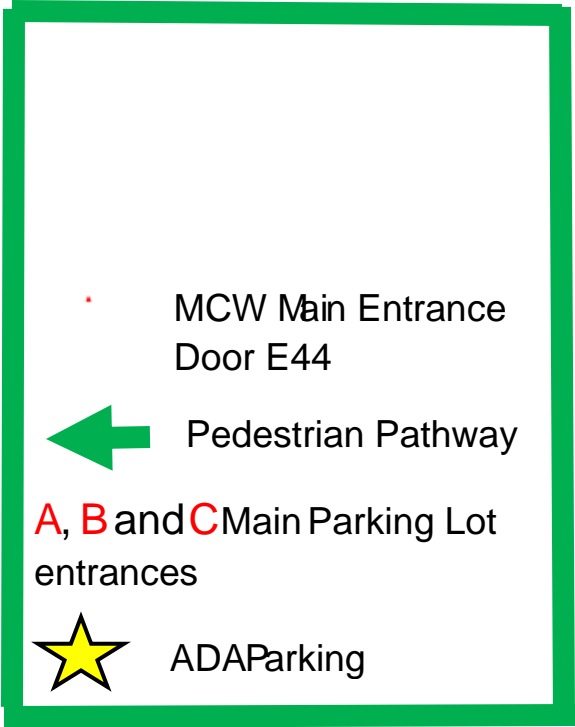 MCW Main Entrance
Door E44
Pedestrian Pathway
A, B and C Main Parking Lot
entrances
ADA Parking